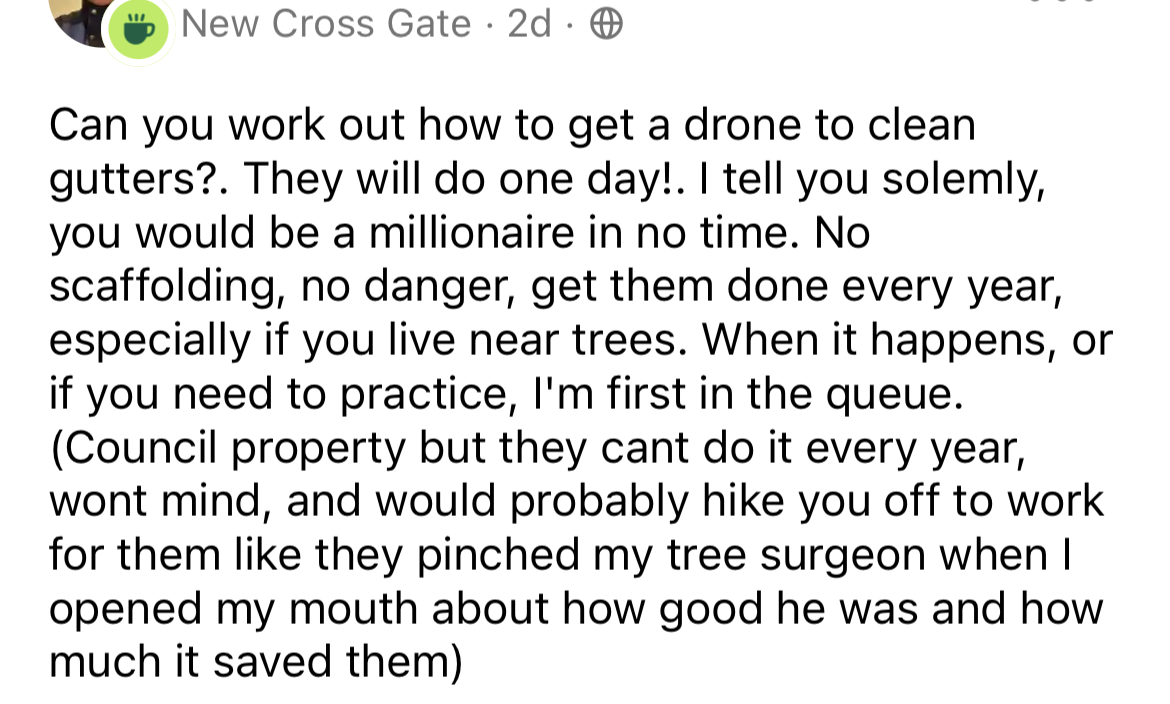 New Cross Gate · 2d ·
Can you work out how to get a drone to clean
gutters?. They will do one day!. I tell you solemly,
you would be a millionaire in no time. No
scaffolding, no danger, get them done every year,
especially if you live near trees. When it happens, or
if you need to practice, I'm first in the queue.
(Council property but they cant do it every year,
wont mind, and would probably hike you off to work
for them like they pinched my tree surgeon when I
opened my mouth about how good he was and how
much it saved them)